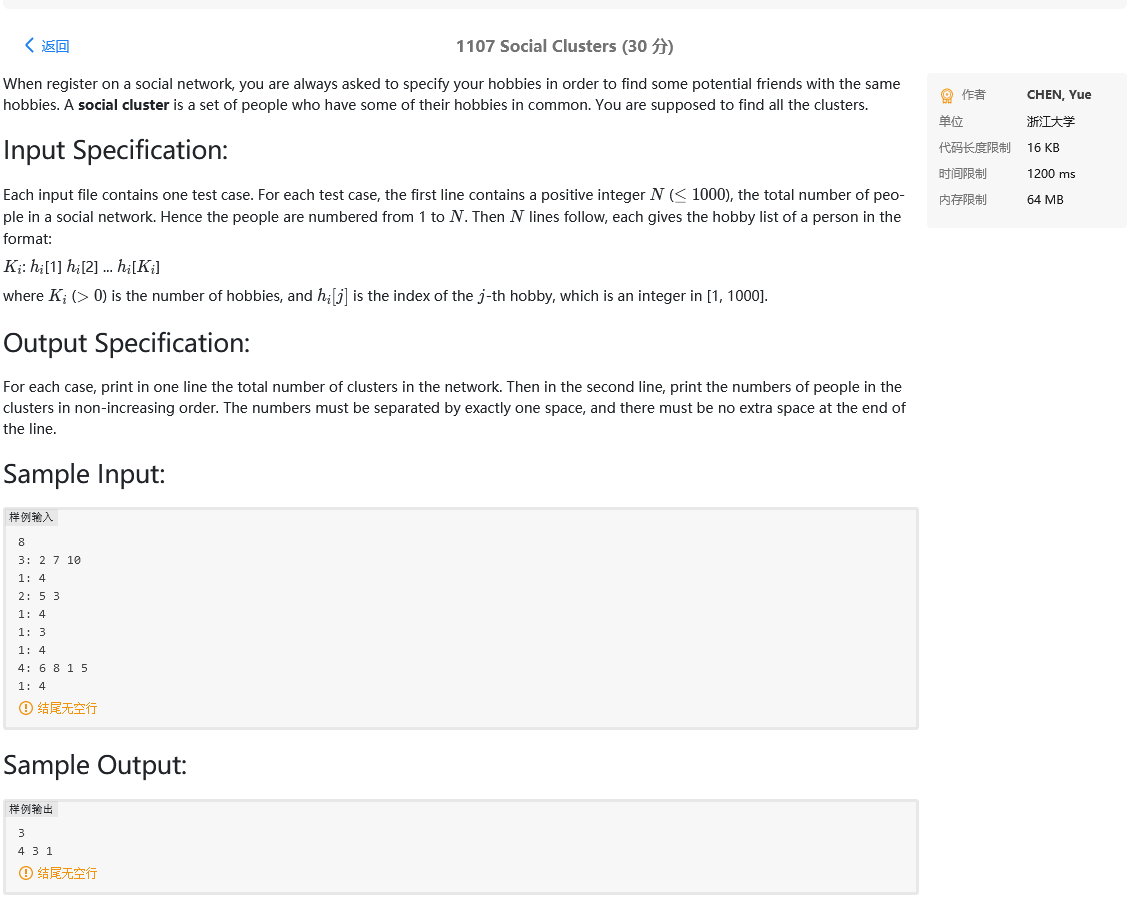 返回
1107 Social Clusters (30 分)
When register on a social network, you are always asked to specify your hobbies in order to find some potential friends with the same
hobbies. A social cluster is a set of people who have some of their hobbies in common. You are supposed to find all the clusters.
作者 CHEN, Yue
单位 浙江大学
代码长度限制 16 KB
时间限制 1200 ms
内存限制 64 MB
Input Specification:
Each input file contains one test case. For each test case, the first line contains a positive integer N (≤ 1000), the total number of peo-
ple in a social network. Hence the people are numbered from 1 to N. Then N lines follow, each gives the hobby list of a person in the
format:
Kᵢ: hᵢ[1] hᵢ[2] ... hᵢ[Kᵢ]
where Kᵢ (> 0) is the number of hobbies, and hᵢ[j] is the index of the j-th hobby, which is an integer in [1, 1000].
Output Specification:
For each case, print in one line the total number of clusters in the network. Then in the second line, print the numbers of people in the
clusters in non-increasing order. The numbers must be separated by exactly one space, and there must be no extra space at the end of
the line.
Sample Input:
样例输入
8
3: 2 7 10
1: 4
2: 5 3
1: 4
1: 3
1: 4
4: 6 8 1 5
1: 4
结尾无空行
Sample Output:
样例输出
3
4 3 1
结尾无空行